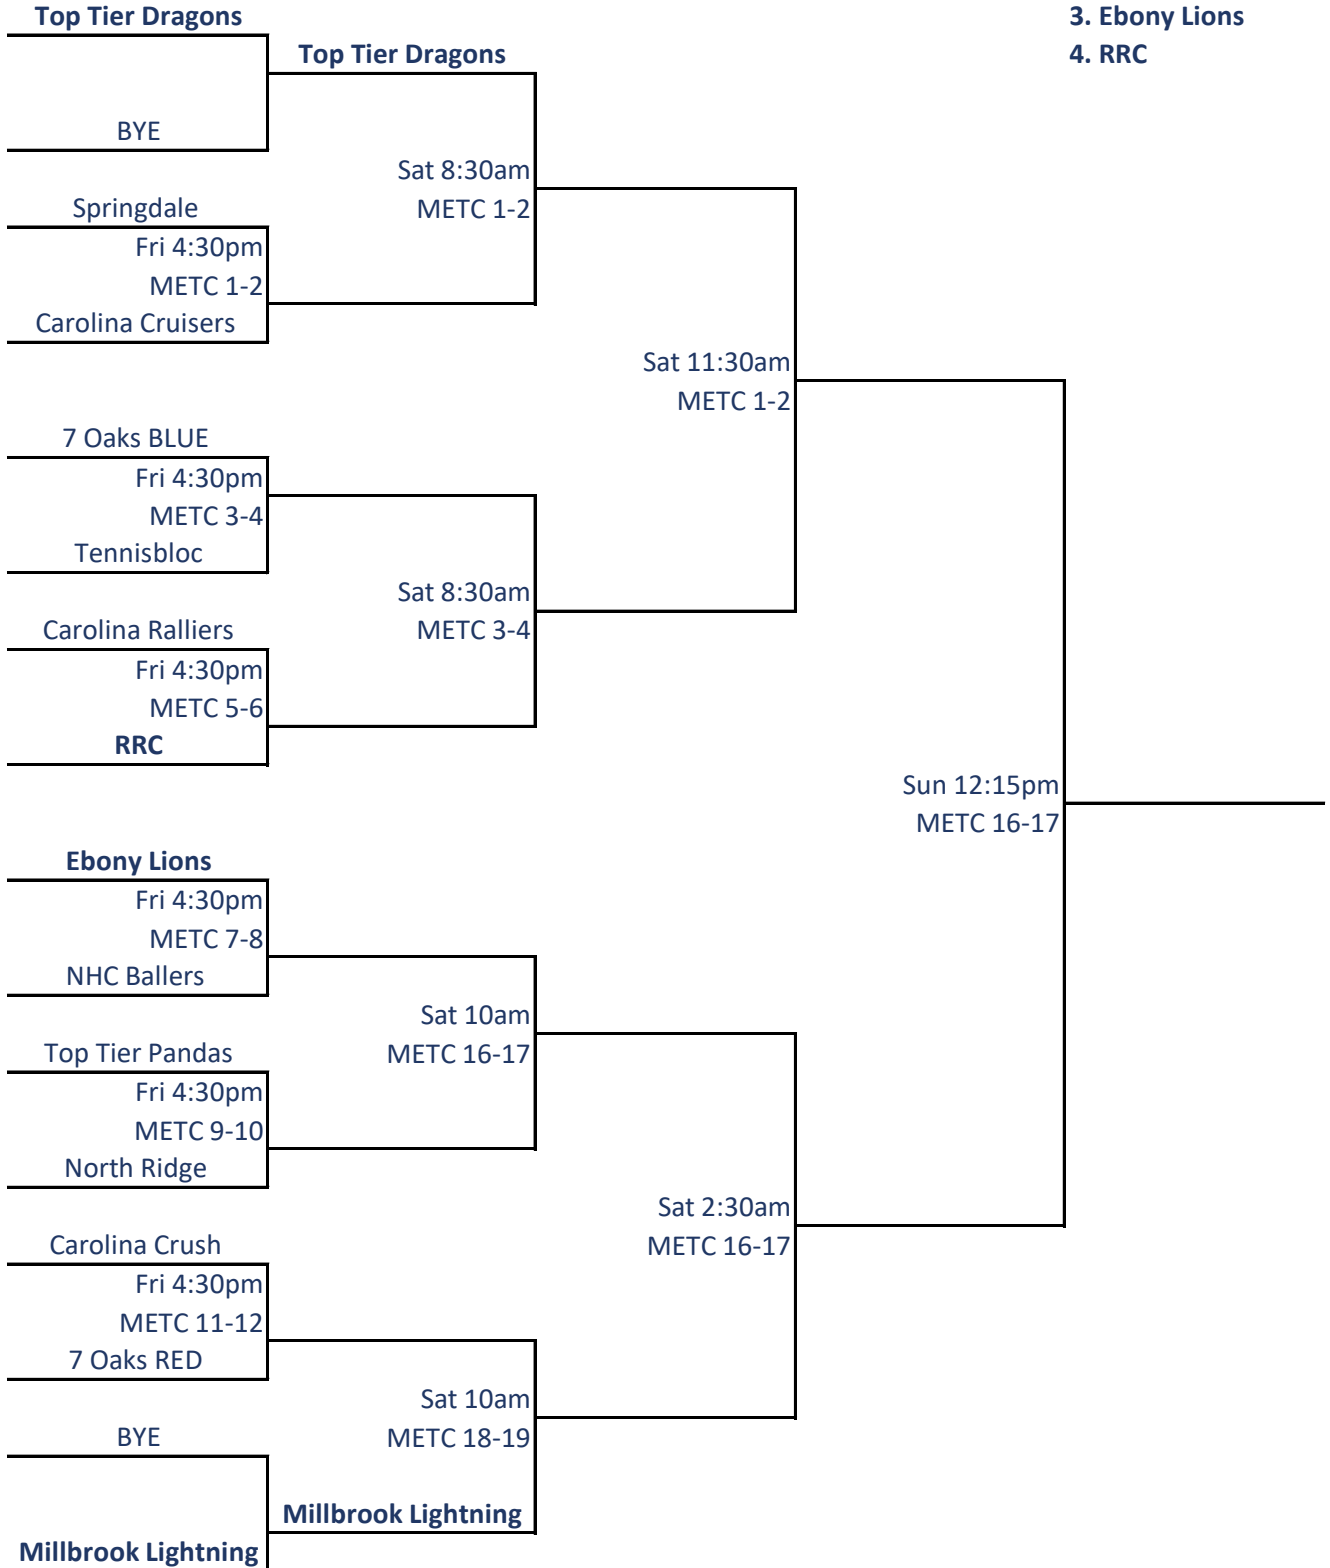 Top Tier Dragons
3. Ebony Lions
Top Tier Dragons
4. RRC
BYE
Sat 8:30am
METC 1-2
Springdale
Fri 4:30pm
METC 1-2
Carolina Cruisers
Sat 11:30am
METC 1-2
7 Oaks BLUE
Fri 4:30pm
METC 3-4
Tennisbloc
Sat 8:30am
METC 3-4
Carolina Ralliers
Fri 4:30pm
METC 5-6
RRC
Sun 12:15pm
METC 16-17
Ebony Lions
Fri 4:30pm
METC 7-8
NHC Ballers
Sat 10am
METC 16-17
Top Tier Pandas
Fri 4:30pm
METC 9-10
North Ridge
Sat 2:30am
METC 16-17
Carolina Crush
Fri 4:30pm
METC 11-12
7 Oaks RED
Sat 10am
METC 18-19
BYE
Millbrook Lightning
Millbrook Lightning